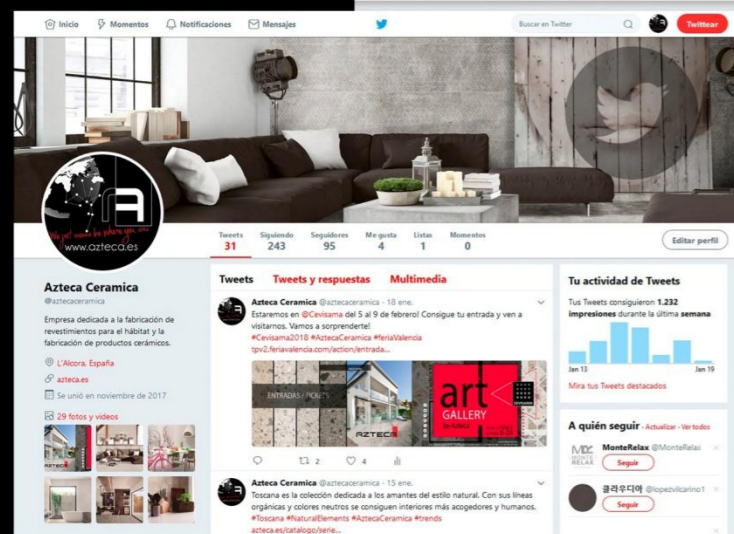 Inicio Momentos Notificaciones Mensajes Buscar en Twitter Twittear
A
www.azteca.es
Tweets Siguiendo Seguidores Me gusta Listas Momentos
31 243 95 4 1 0
Editar perfil
Azteca Ceramica
@aztecaceramica
Empresa dedicada a la fabricación de
revestimientos para el hábitat y la
fabricación de productos cerámicos.
L'Alcora, España
azteca.es
Se unió en noviembre de 2017
29 fotos y videos
Tweets Tweets y respuestas Multimedia
Azteca Ceramica @aztecaceramica - 18 ene.
Estaremos en @Cevisama del 5 al 9 de febrero! Consigue tu entrada y ven a
visitarnos. Vamos a sorprenderte!
#Cevisama2018 #AztecaCeramica #feriaValencia
tpv2.feriavalencia.com/action/entrada...
ENTRADAS / TICKETS
AZTECA
art
GALLERY
2 4
Azteca Ceramica @aztecaceramica - 15 ene.
Toscana es la colección dedicada a los amantes del estilo natural. Con sus líneas
orgánicas y colores neutros se consiguen interiores más acogedores y humanos.
#Toscana #NaturalElements #AztecaCeramica #trends
azteca.es/catalogo/serie...
Tu actividad de Tweets
Tus Tweets consiguieron 1.232
impresiones durante la última semana
Jan 13 Jan 19
Mira tus Tweets destacados
A quién seguir - Actualizar - Ver todos
MonteRelax @MonteRelax
Seguir
클라우디아 @lopezvilcarino1
Seguir